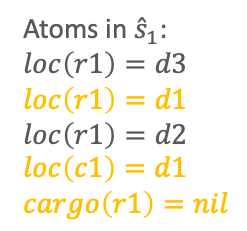 Atoms in ŝ₁:
loc(r1) = d3
loc(r1) = d1
loc(r1) = d2
loc(c1) = d1
cargo(r1) = nil